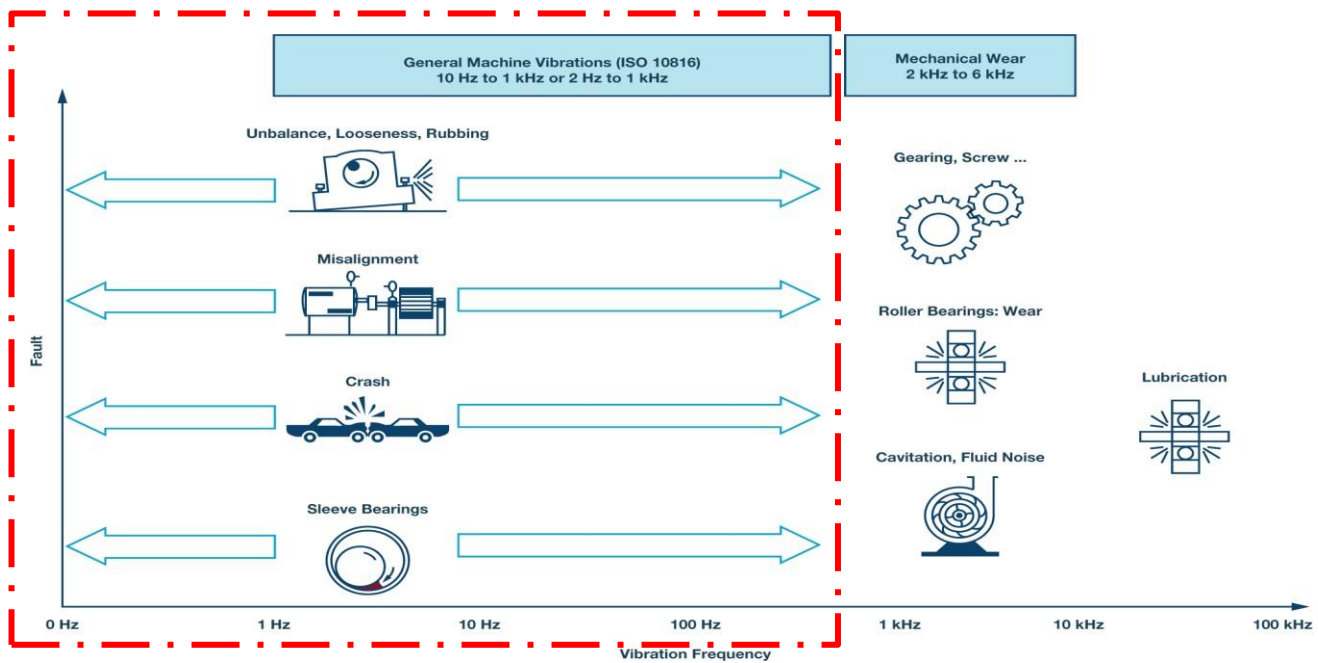 General Machine Vibrations (ISO 10816)
10 Hz to 1 kHz or 2 Hz to 1 kHz
Mechanical Wear
2 kHz to 6 kHz
Unbalance, Looseness, Rubbing
Gearing, Screw ...
Misalignment
Roller Bearings: Wear
Fault
Crash
Lubrication
Cavitation, Fluid Noise
Sleeve Bearings
0 Hz
1 Hz
10 Hz
100 Hz
1 kHz
10 kHz
100 kHz
Vibration Frequency